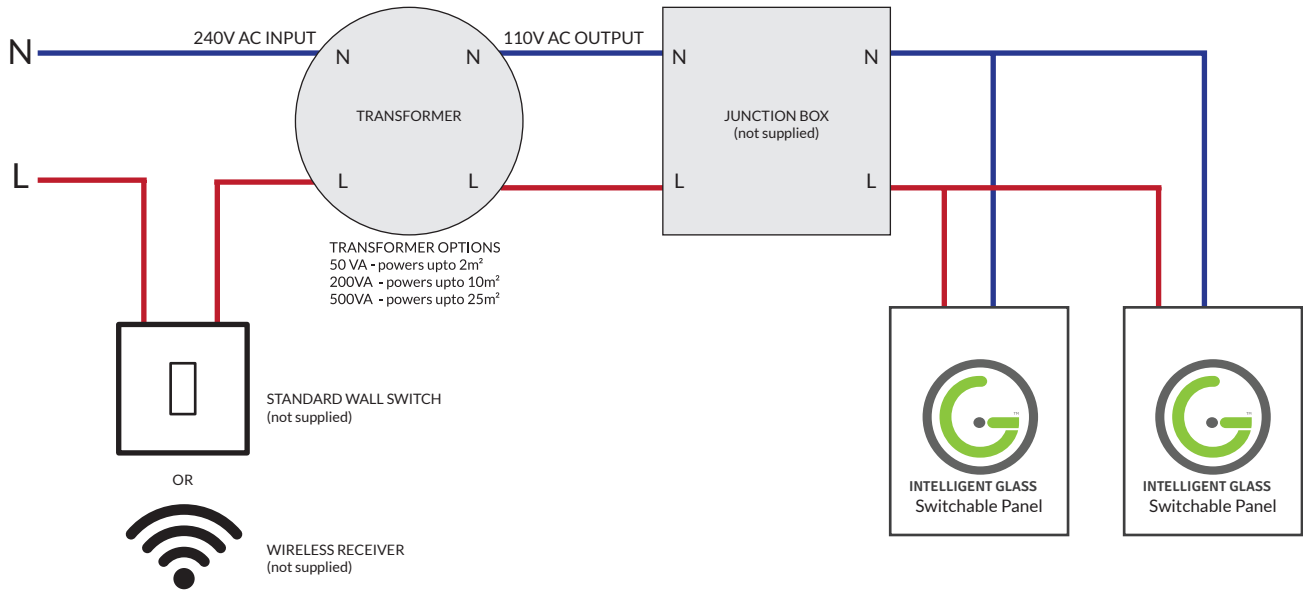 240V AC INPUT
110V AC OUTPUT
N
N
N
N
N
TRANSFORMER
JUNCTION BOX
(not supplied)
L
L
L
L
L
TRANSFORMER OPTIONS
50 VA - powers upto 2m²
200VA - powers upto 10m²
500VA - powers upto 25m²
STANDARD WALL SWITCH
(not supplied)
OR
WIRELESS RECEIVER
(not supplied)
TM
INTELLIGENT GLASS
Switchable Panel
TM
INTELLIGENT GLASS
Switchable Panel